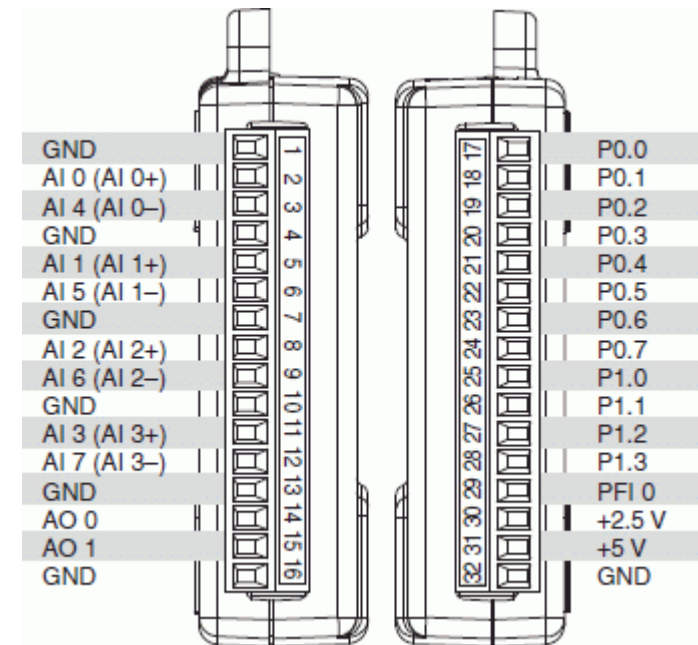 GND 1 17 P0.0
AI 0 (AI 0+) 2 18 P0.1
AI 4 (AI 0–) 3 19 P0.2
GND 4 20 P0.3
AI 1 (AI 1+) 5 21 P0.4
AI 5 (AI 1–) 6 22 P0.5
GND 7 23 P0.6
AI 2 (AI 2+) 8 24 P0.7
AI 6 (AI 2–) 9 25 P1.0
GND 10 26 P1.1
AI 3 (AI 3+) 11 27 P1.2
AI 7 (AI 3–) 12 28 P1.3
GND 13 29 PFI 0
AO 0 14 30 +2.5 V
AO 1 15 31 +5 V
GND 16 32 GND